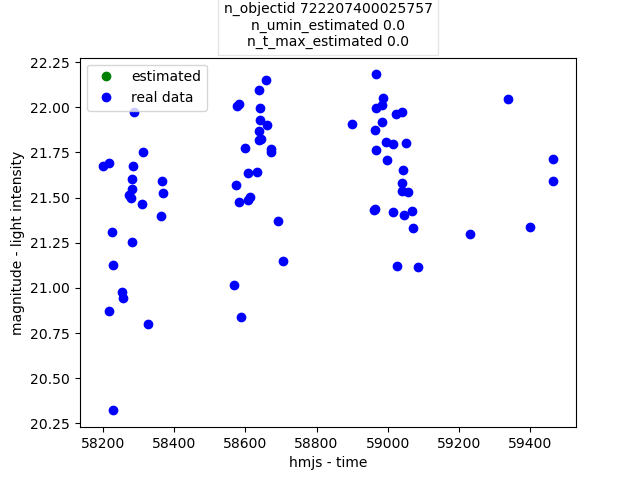 n_objectid 722207400025757
n_umin_estimated 0.0
n_t_max_estimated 0.0
estimated
real data
magnitude - light intensity
22.25
22.00
21.75
21.50
21.25
21.00
20.75
20.50
20.25
58200 58400 58600 58800 59000 59200 59400
hmjs - time